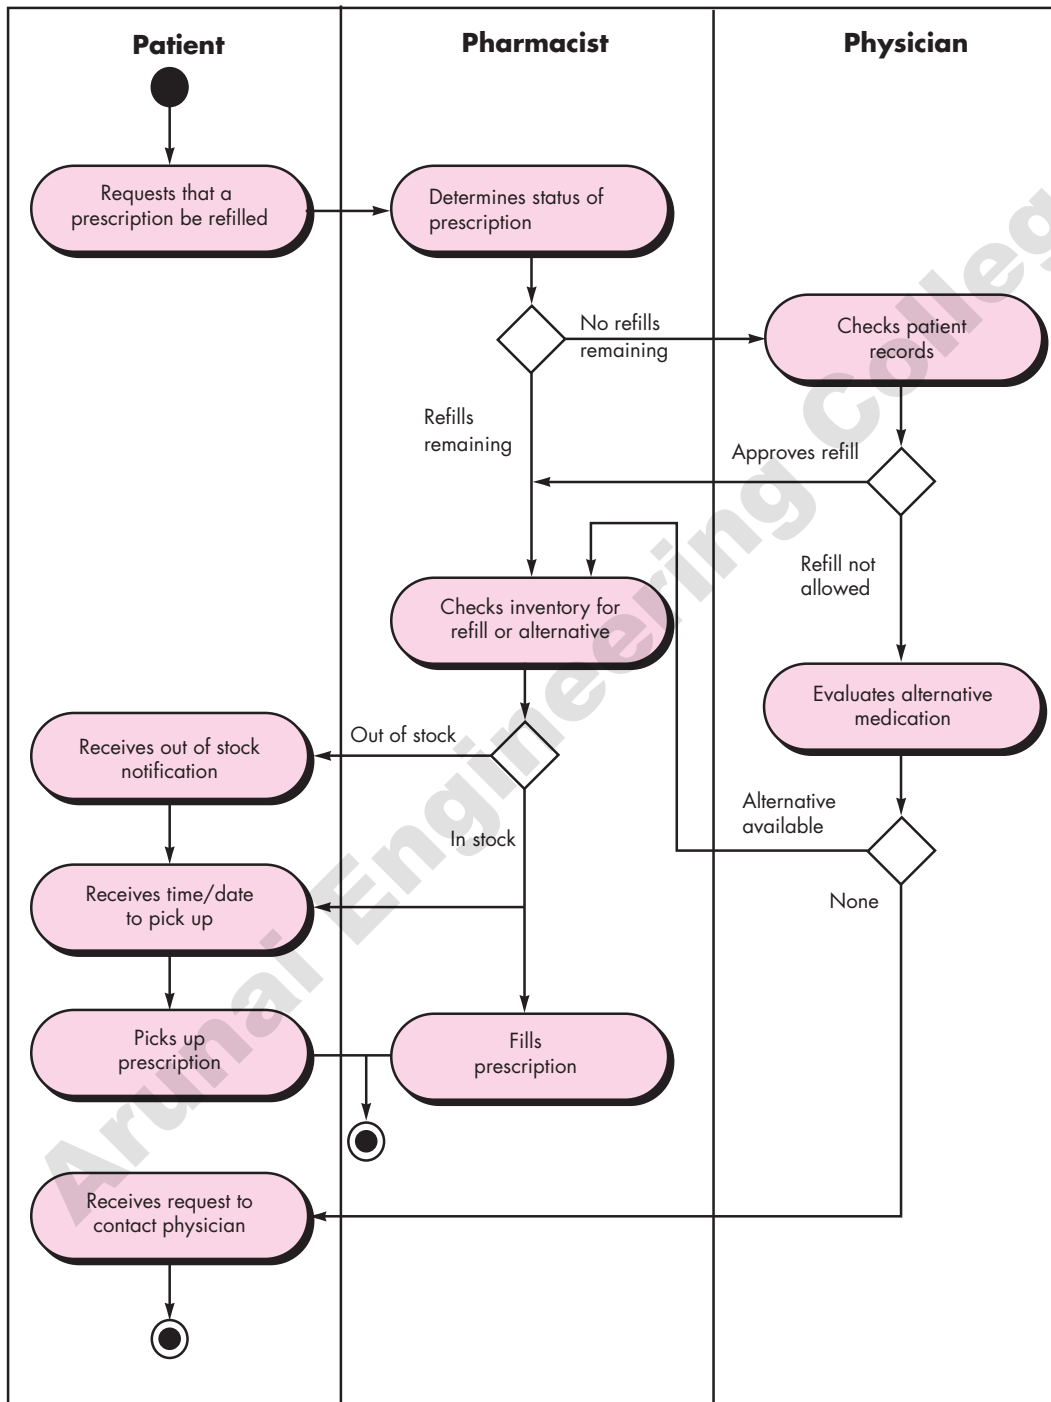 Patient
Pharmacist
Physician
Requests that a
prescription be refilled
Determines status of
prescription
No refills
remaining
Checks patient
records
Refills
remaining
Approves refill
Refill not
allowed
Checks inventory for
refill or alternative
Evaluates alternative
medication
Out of stock
Receives out of stock
notification
In stock
Alternative
available
None
Receives time/date
to pick up
Picks up
prescription
Fills
prescription
Receives request to
contact physician
Arunai Engineering Colleg